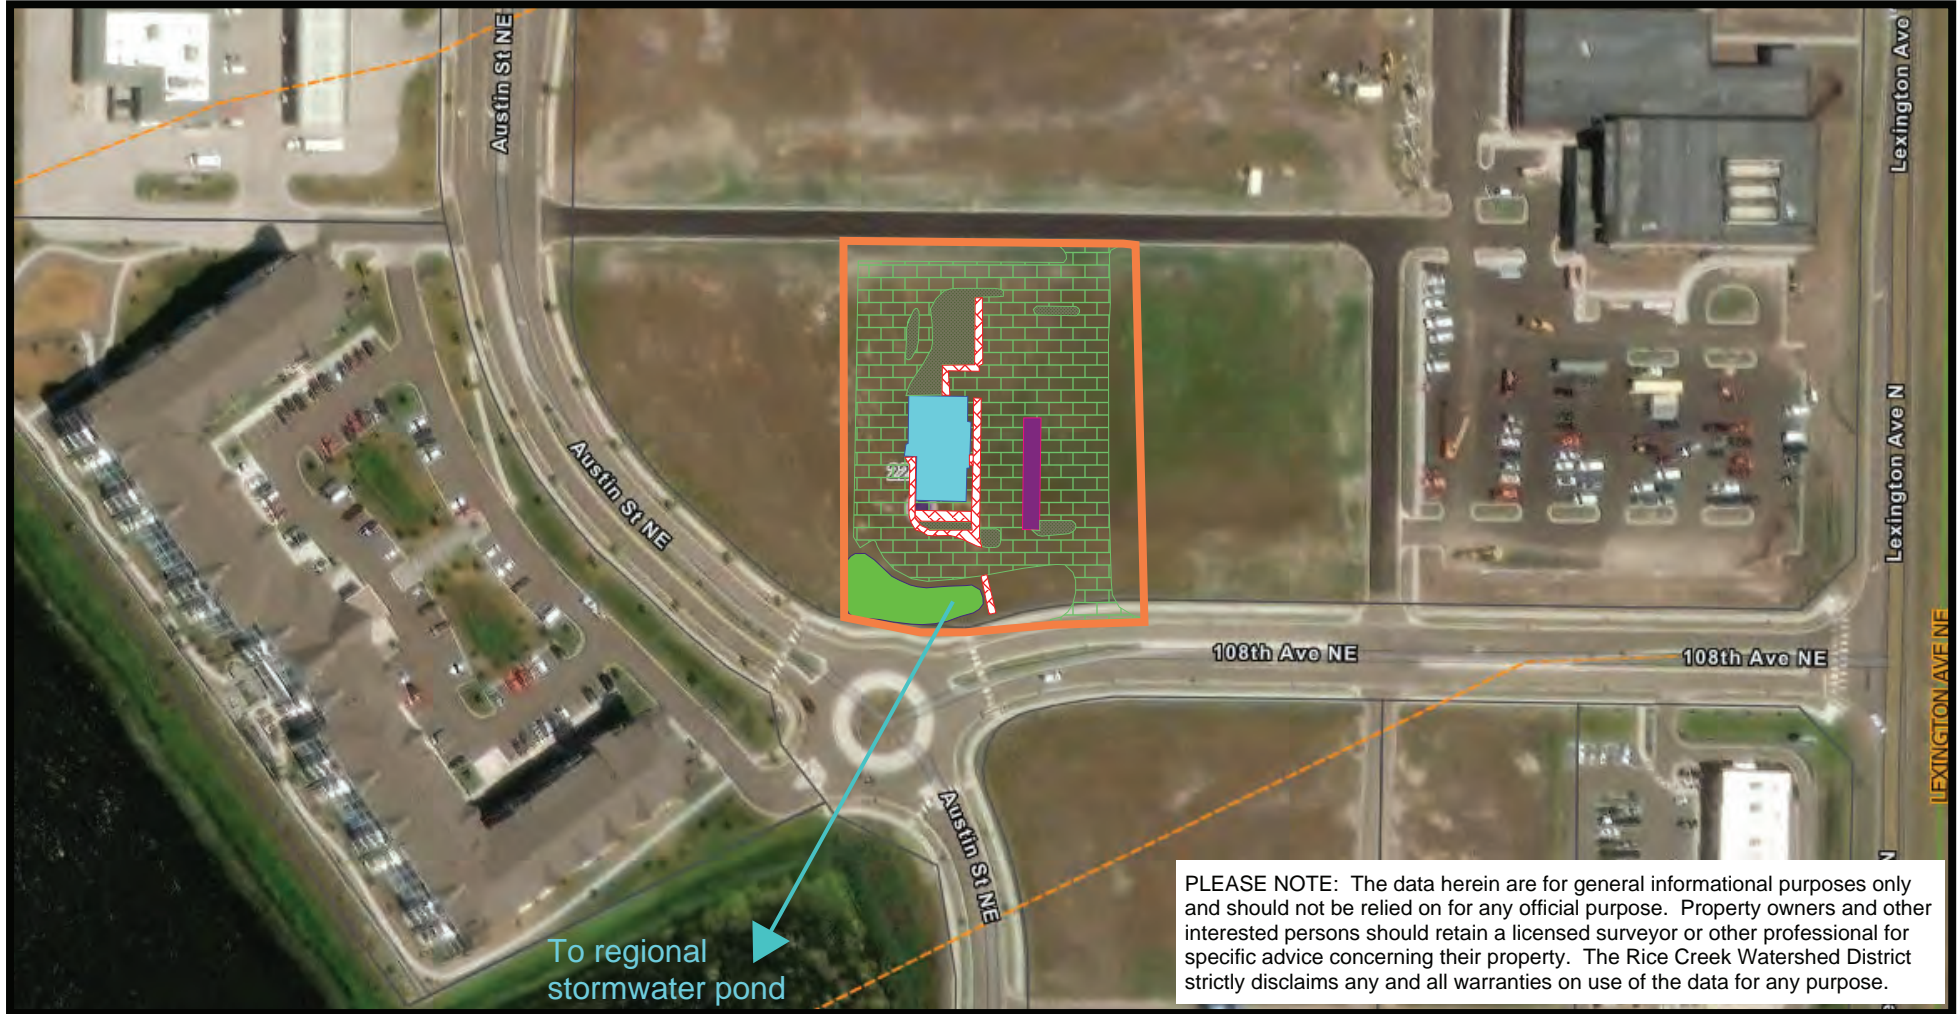 Austin St NE
Lexington Ave
Austin St NE
22
Lexington Ave N
108th Ave NE
108th Ave NE
LEXINGTON AVE NE
Austin St NE
N
To regional
stormwater pond
PLEASE NOTE: The data herein are for general informational purposes only
and should not be relied on for any official purpose. Property owners and other
interested persons should retain a licensed surveyor or other professional for
specific advice concerning their property. The Rice Creek Watershed District
strictly disclaims any and all warranties on use of the data for any purpose.